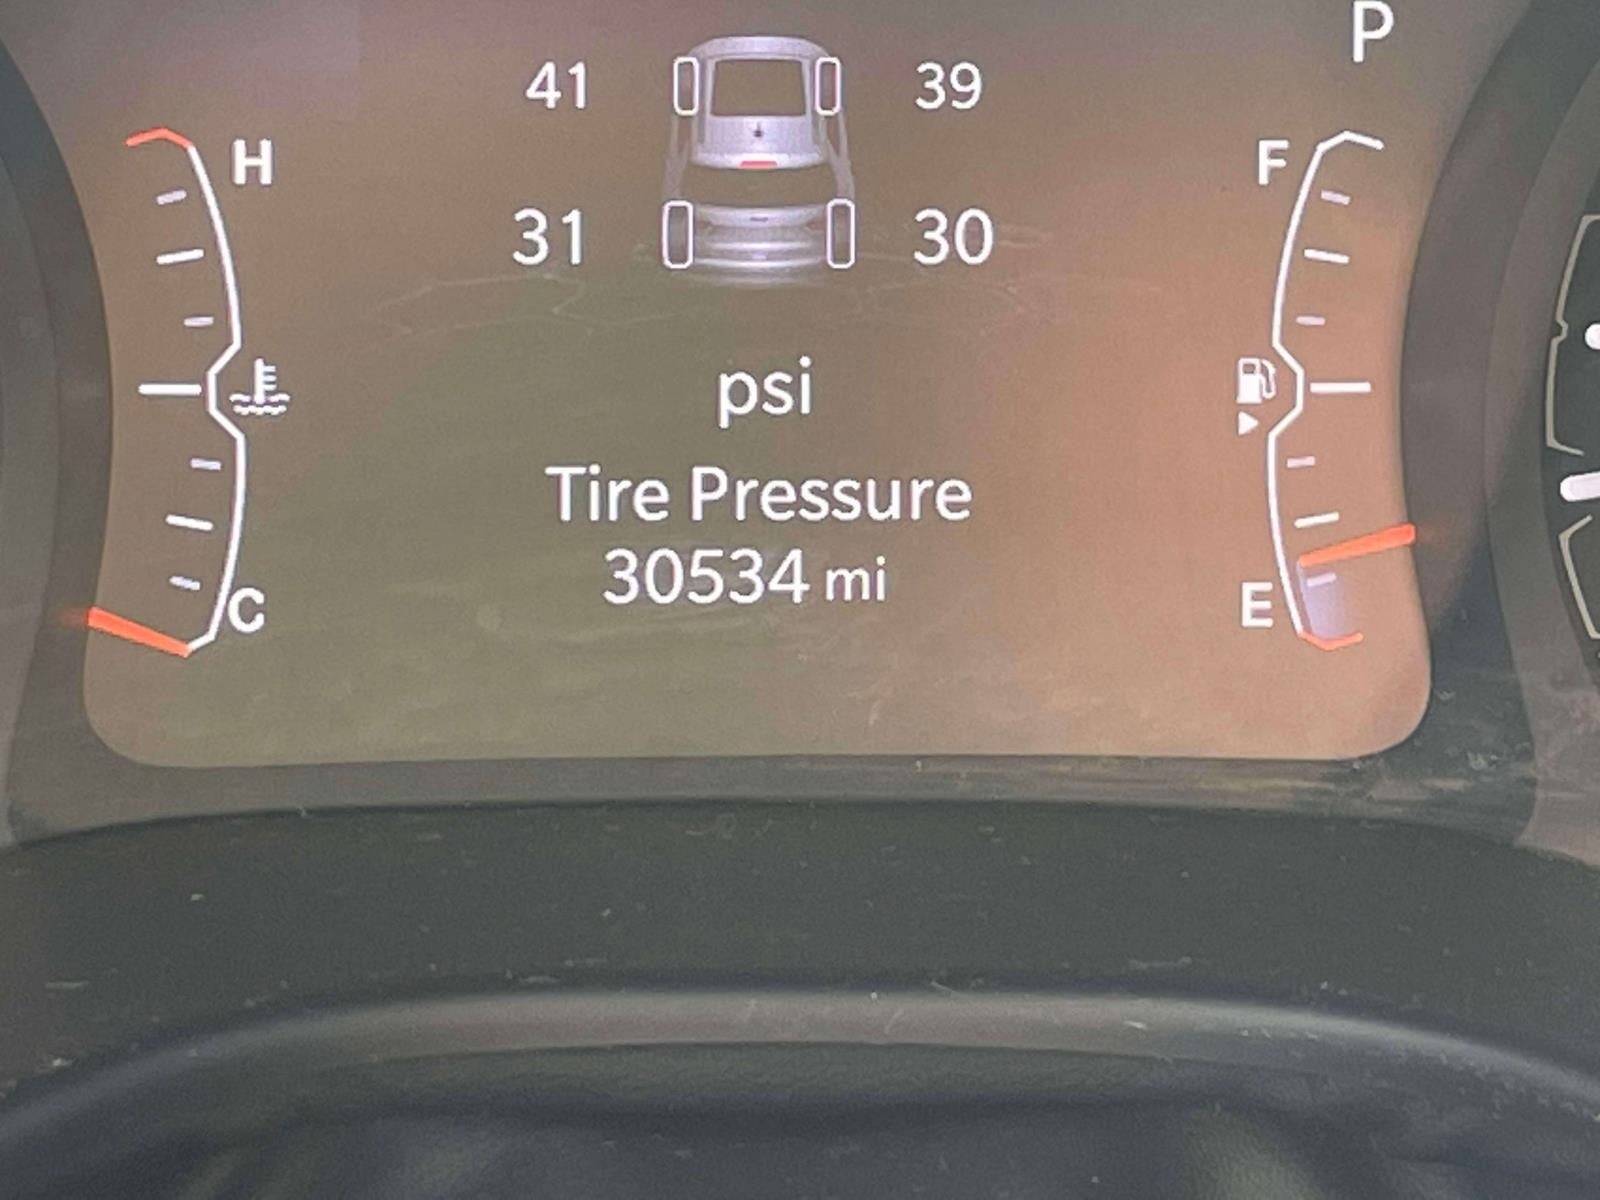 P
41 39
H F
31 30
psi
Tire Pressure
30534 mi
C E